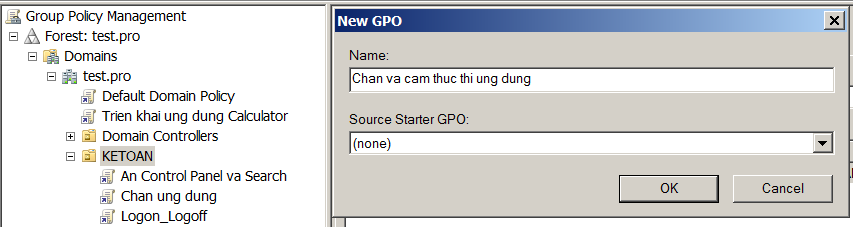 Group Policy Management
Forest: test.pro
Domains
test.pro
Default Domain Policy
Trien khai ung dung Calculator
Domain Controllers
KETOAN
An Control Panel va Search
Chan ung dung
Logon_Logoff
New GPO
Name:
Chan va cam thuc thi ung dung
Source Starter GPO:
(none)
OK
Cancel